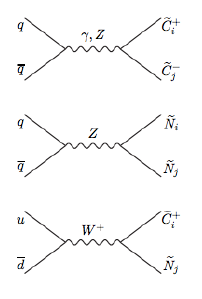 q γ, Z C̃ᵢ⁺
q̅ C̃ⱼ⁻
q Z Ñᵢ
q̅ Ñⱼ
u W⁺ C̃ᵢ⁺
d̅ Ñⱼ